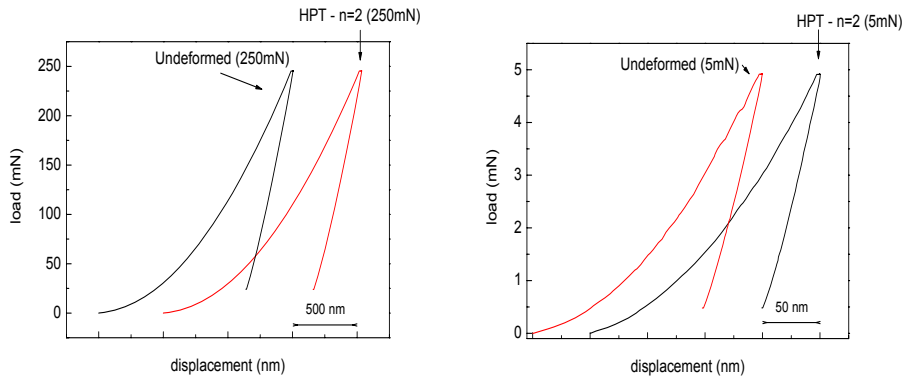 HPT - n=2 (250mN)
Undeformed (250mN)
250
200
150
100
50
0
load (mN)
500 nm
displacement (nm)
HPT - n=2 (5mN)
Undeformed (5mN)
5
4
3
2
1
0
load (mN)
50 nm
displacement (nm)